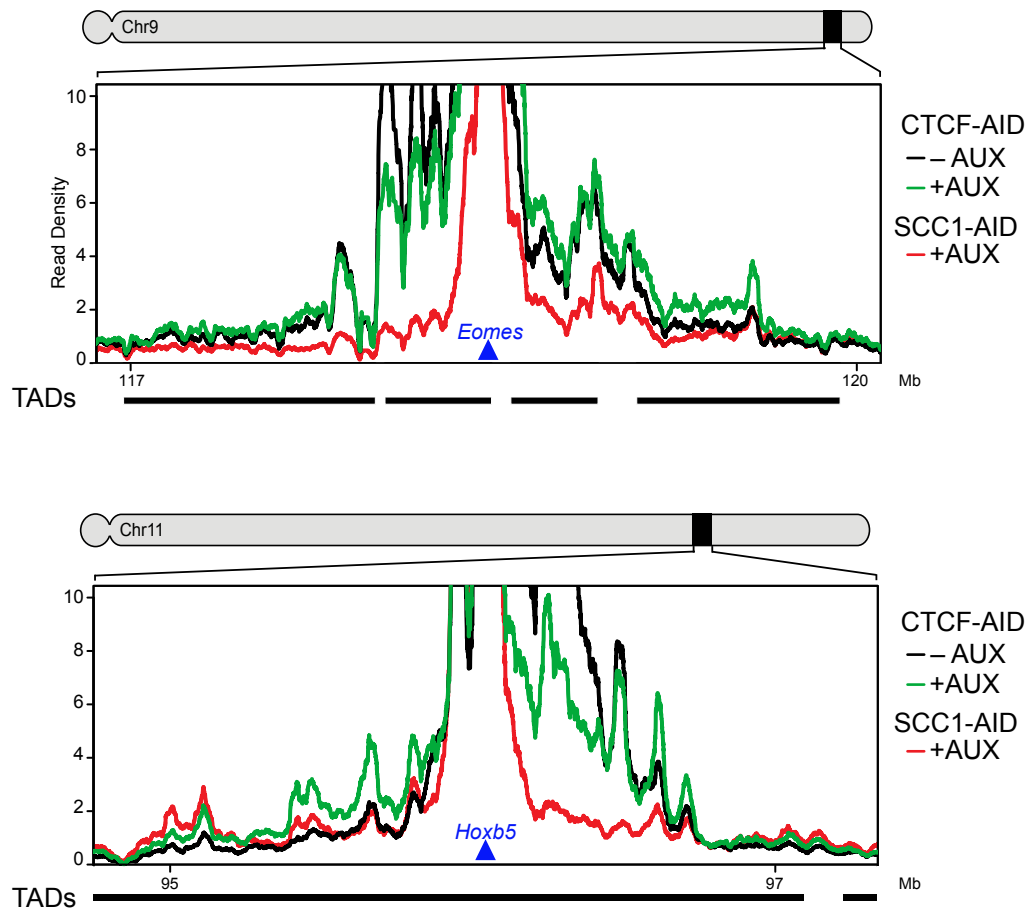 Chr9
10
8
6
4
2
0
Read Density
Eomes
117
120
Mb
TADs
CTCF-AID
– AUX
+AUX
SCC1-AID
+AUX
Chr11
10
8
6
4
2
0
Hoxb5
95
97
Mb
TADs
CTCF-AID
– AUX
+AUX
SCC1-AID
+AUX